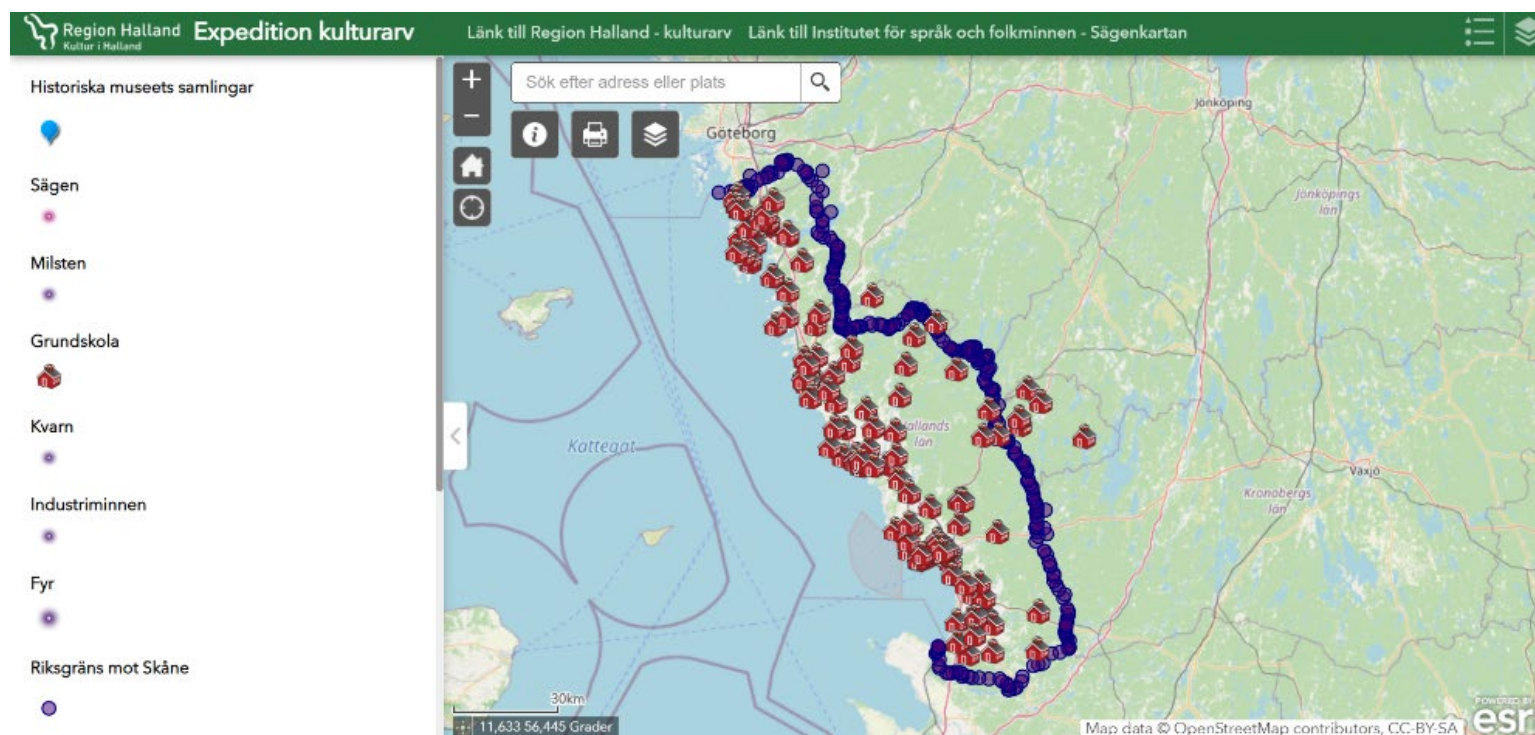 Region Halland
Kultur i Halland
Expedition kulturarv
Länk till Region Halland - kulturarv Länk till Institutet för språk och folkminnen - Sägenkartan
Historiska museets samlingar
Sägen
Milsten
Grundskola
Kvarn
Industriminnen
Fyr
Riksgräns mot Skåne
+
Sök efter adress eller plats
−
Göteborg
Jönköping
Jönköpings
län
Kattegat
allands
län
Växjö
Kronobergs
län
30km
11,633 56,445 Grader
Map data © OpenStreetMap contributors, CC-BY-SA
POWERED BY
esri